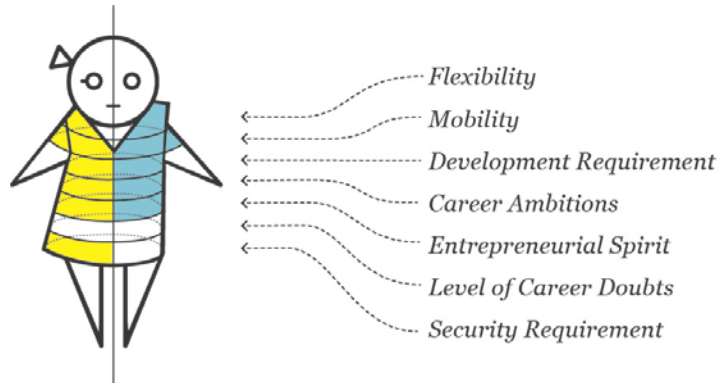 Flexibility
Mobility
Development Requirement
Career Ambitions
Entrepreneurial Spirit
Level of Career Doubts
Security Requirement